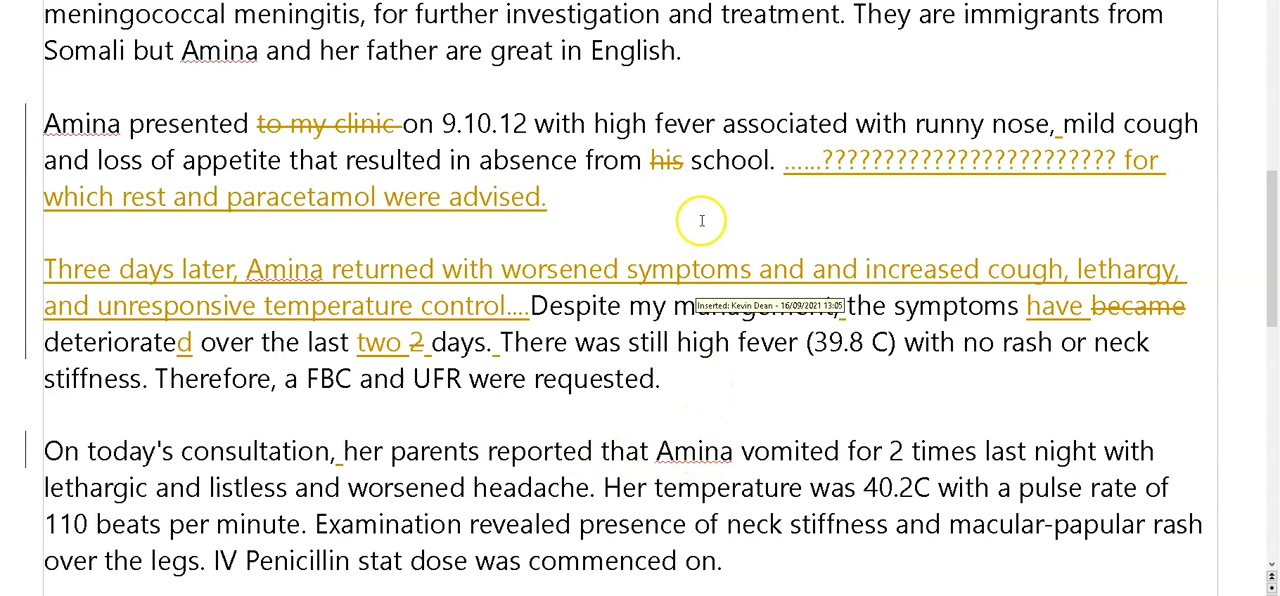 meningococcal meningitis, for further investigation and treatment. They are immigrants from
Somali but Amina and her father are great in English.
Amina presented to my clinic on 9.10.12 with high fever associated with runny nose, mild cough
and loss of appetite that resulted in absence from his school. ......???????????????????????? for
which rest and paracetamol were advised.
Three days later, Amina returned with worsened symptoms and and increased cough, lethargy,
and unresponsive temperature control....Despite my the symptoms have became
Inserted: Kevin Dean - 16/09/2021 13:05
deteriorated over the last two 2 days. There was still high fever (39.8 C) with no rash or neck
stiffness. Therefore, a FBC and UFR were requested.
On today's consultation, her parents reported that Amina vomited for 2 times last night with
lethargic and listless and worsened headache. Her temperature was 40.2C with a pulse rate of
110 beats per minute. Examination revealed presence of neck stiffness and macular-papular rash
over the legs. IV Penicillin stat dose was commenced on.